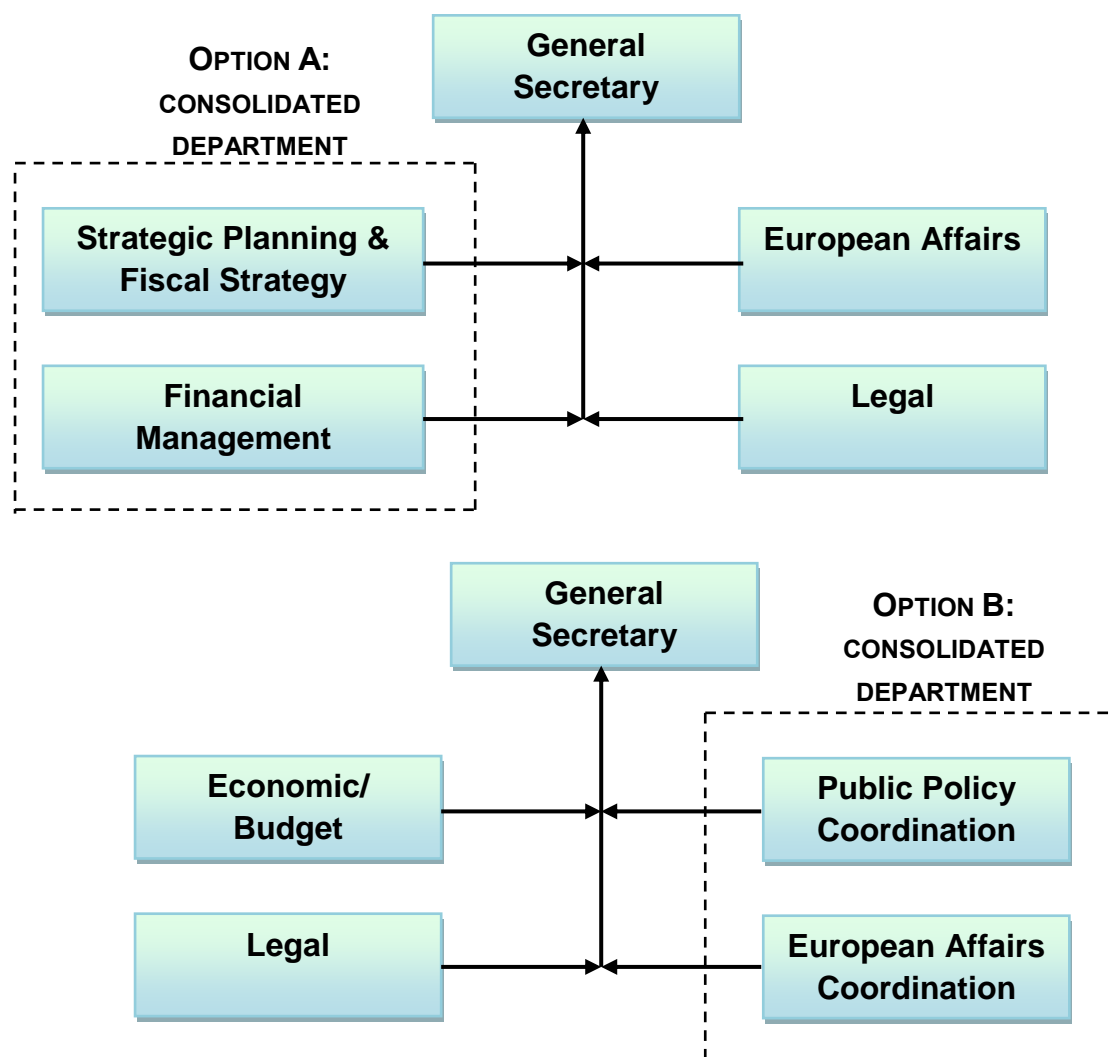 OPTION A:
CONSOLIDATED
DEPARTMENT
General
Secretary
Strategic Planning &
Fiscal Strategy
European Affairs
Financial
Management
Legal
General
Secretary
OPTION B:
CONSOLIDATED
DEPARTMENT
Economic/
Budget
Public Policy
Coordination
Legal
European Affairs
Coordination